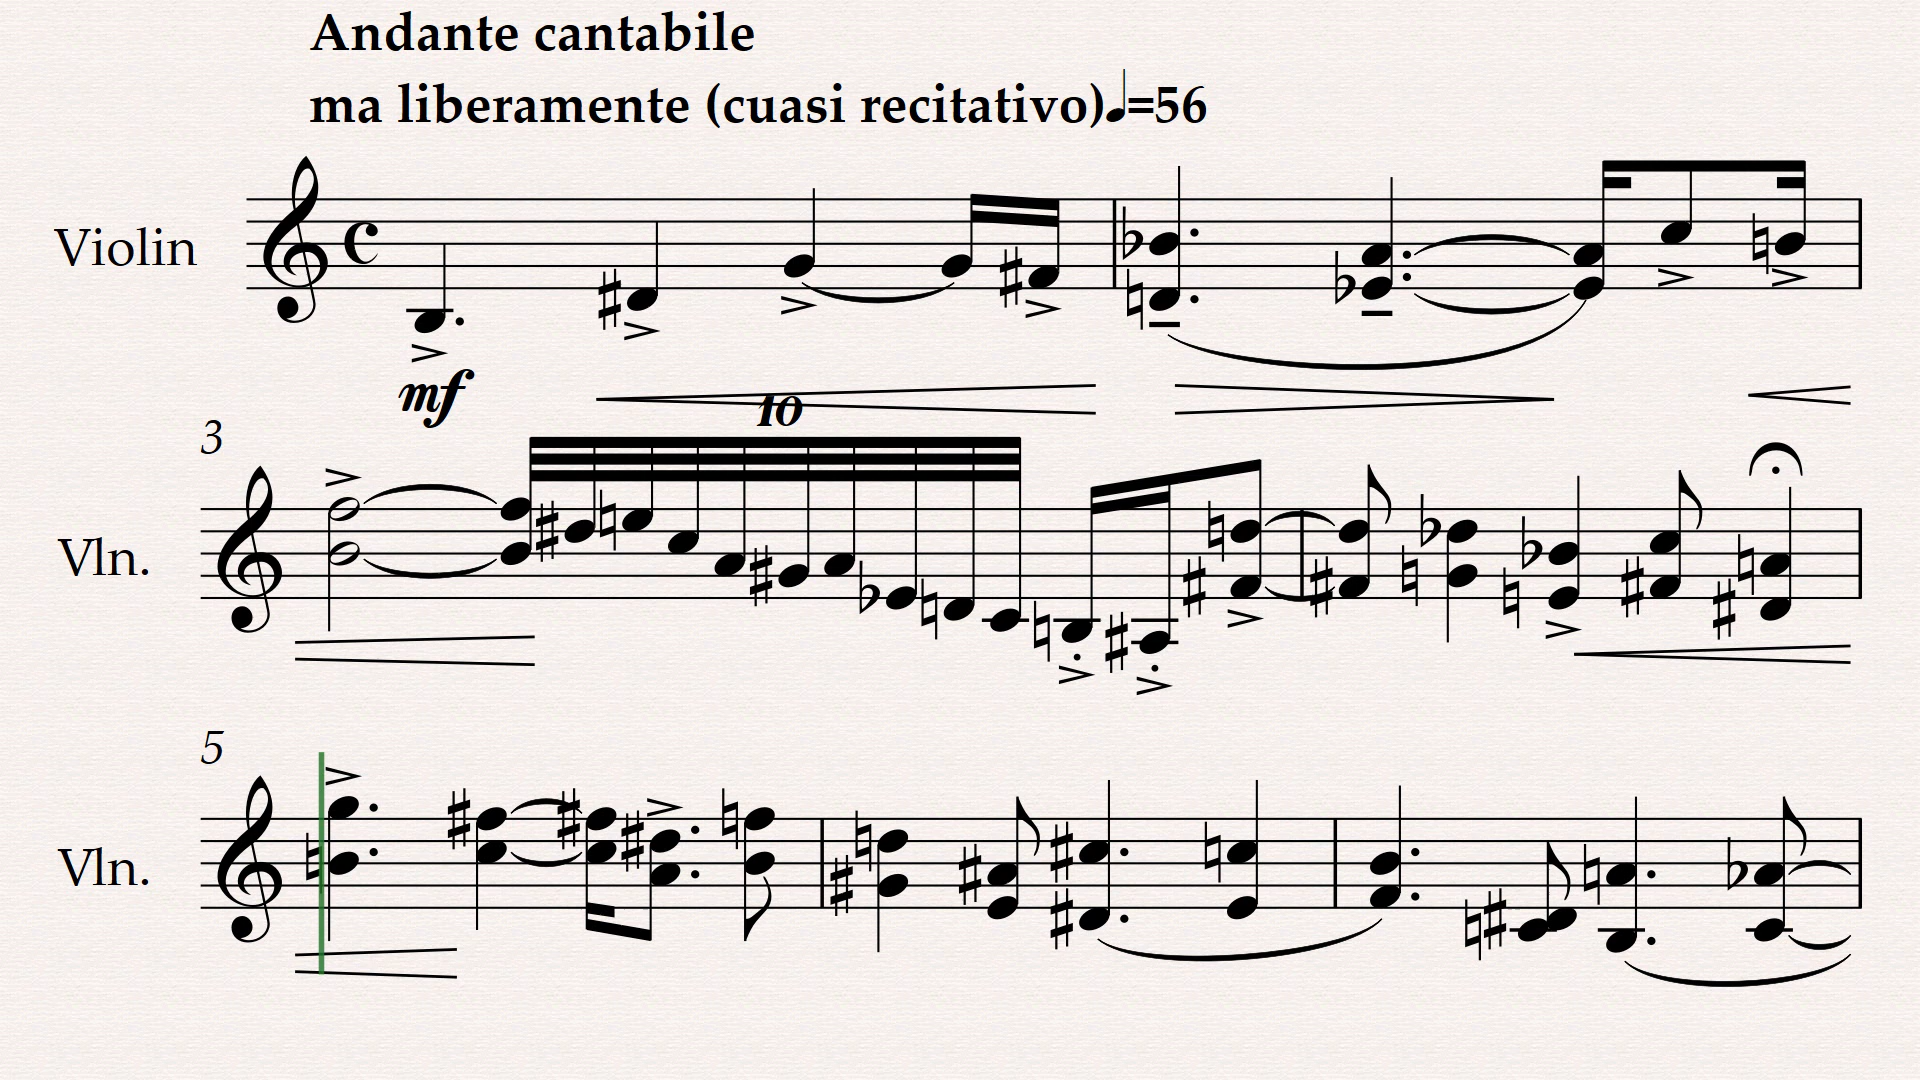 Andante cantabile
ma liberamente (cuasi recitativo)♩=56
Violin
mf
10
3
Vln.
5
Vln.